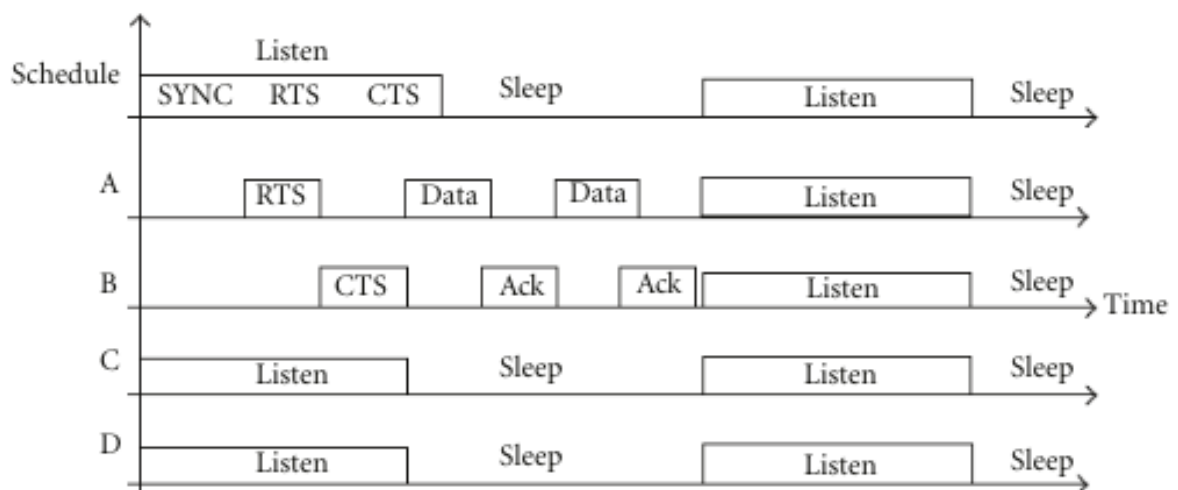 Listen
Schedule
SYNC RTS CTS
Sleep
Listen
Sleep
A
RTS
Data
Data
Listen
Sleep
B
CTS
Ack
Ack
Listen
Sleep
Time
C
Listen
Sleep
Listen
Sleep
D
Listen
Sleep
Listen
Sleep